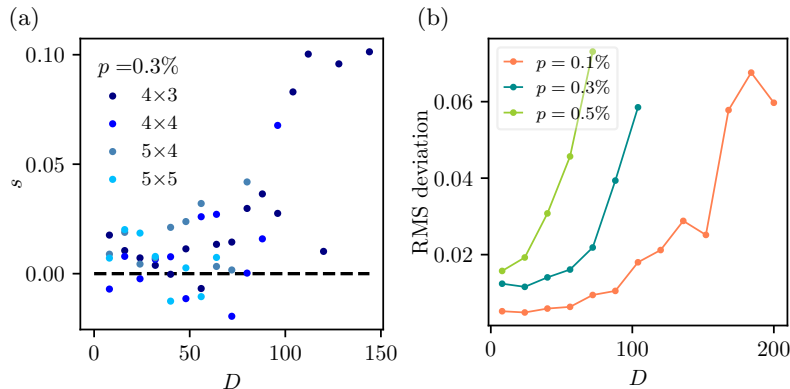 (a)
s
0.10
0.05
0.00
p =0.3%
4×3
4×4
5×4
5×5
0
50
100
150
D
(b)
RMS deviation
0.06
0.04
0.02
p = 0.1%
p = 0.3%
p = 0.5%
0
100
200
D